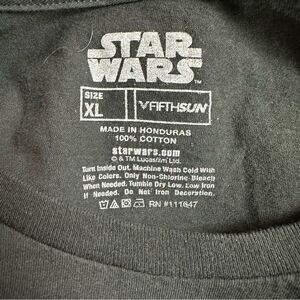 STAR
WARS
TM
SIZE
XL
FIFTHSUN
MADE IN HONDURAS
100% COTTON
starwars.com
© & TM Lucasfilm Ltd.
Turn Inside Out. Machine Wash Cold With
Like Colors. Only Non-Chlorine Bleach
When Needed. Tumble Dry Low. Low Iron
If Needed. Do Not Iron Decoration.
RN #111647